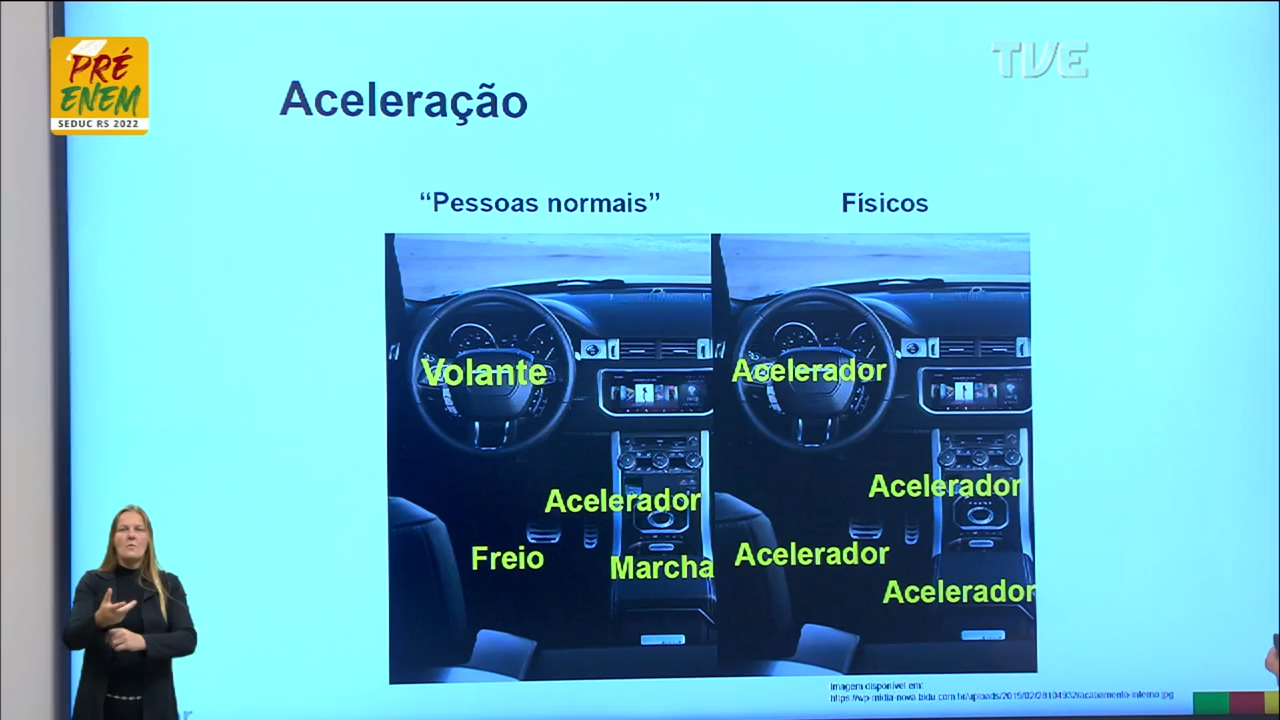 PRÉ
ENEM
SEDUC RS 2022
TVE
Aceleração
“Pessoas normais”
Físicos
Volante
Acelerador
Freio
Marcha
Acelerador
Acelerador
Acelerador
Acelerador
Imagem disponível em: